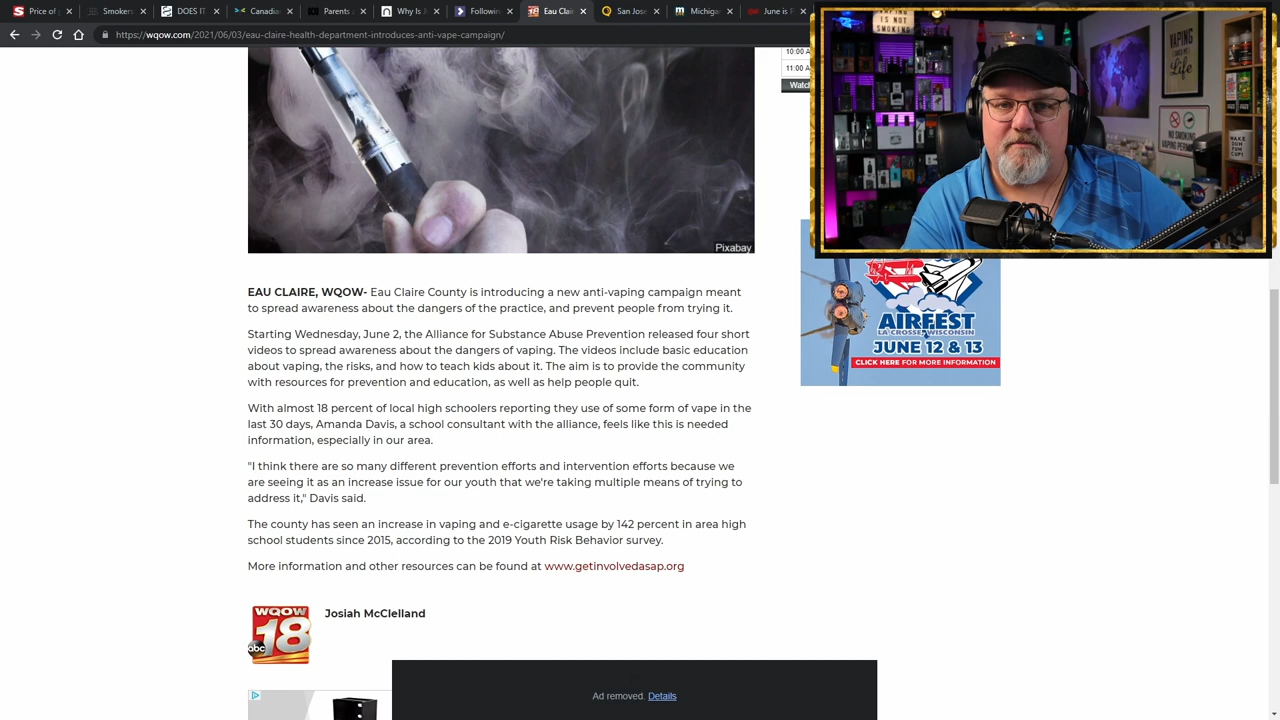 Price of
Smokers
DOES IT
Canadia
Parents
Why Is J
Followin
Eau Clai
San Jose
Michiga
June is F
e3/eau-clare-health-department-introduces-anti-vape-campaign/
10:00 A
11:00 A
Watch
Pixabay
VAPING
IS NOT
SMOKING
VAPING
Life
NO SMOKING
VAPING PERM
WAKE
CUP!
NASA
EAU CLAIRE, WQOW- Eau Claire County is introducing a new anti-vaping campaign meant
to spread awareness about the dangers of the practice, and prevent people from trying it.
Starting Wednesday, June 2, the Alliance for Substance Abuse Prevention released four short
videos to spread awareness about the dangers of vaping. The videos include basic education
about vaping, the risks, and how to teach kids about it. The aim is to provide the community
with resources for prevention and education, as well as help people quit.
With almost 18 percent of local high schoolers reporting they use of some form of vape in the
last 30 days, Amanda Davis, a school consultant with the alliance, feels like this is needed
information, especially in our area.
"I think there are so many different prevention efforts and intervention efforts because we
are seeing it as an increase issue for our youth that we're taking multiple means of trying to
address it," Davis said.
The county has seen an increase in vaping and e-cigarette usage by 142 percent in area high
school students since 2015, according to the 2019 Youth Risk Behavior survey.
More information and other resources can be found at www.getinvolvedasap.org
AIRFEST
LA CROSSE, WISCONSIN
JUNE 12 & 13
CLICK HERE FOR MORE INFORMATION
WQOW
18
abc
Josiah McClelland
Ad removed. Details